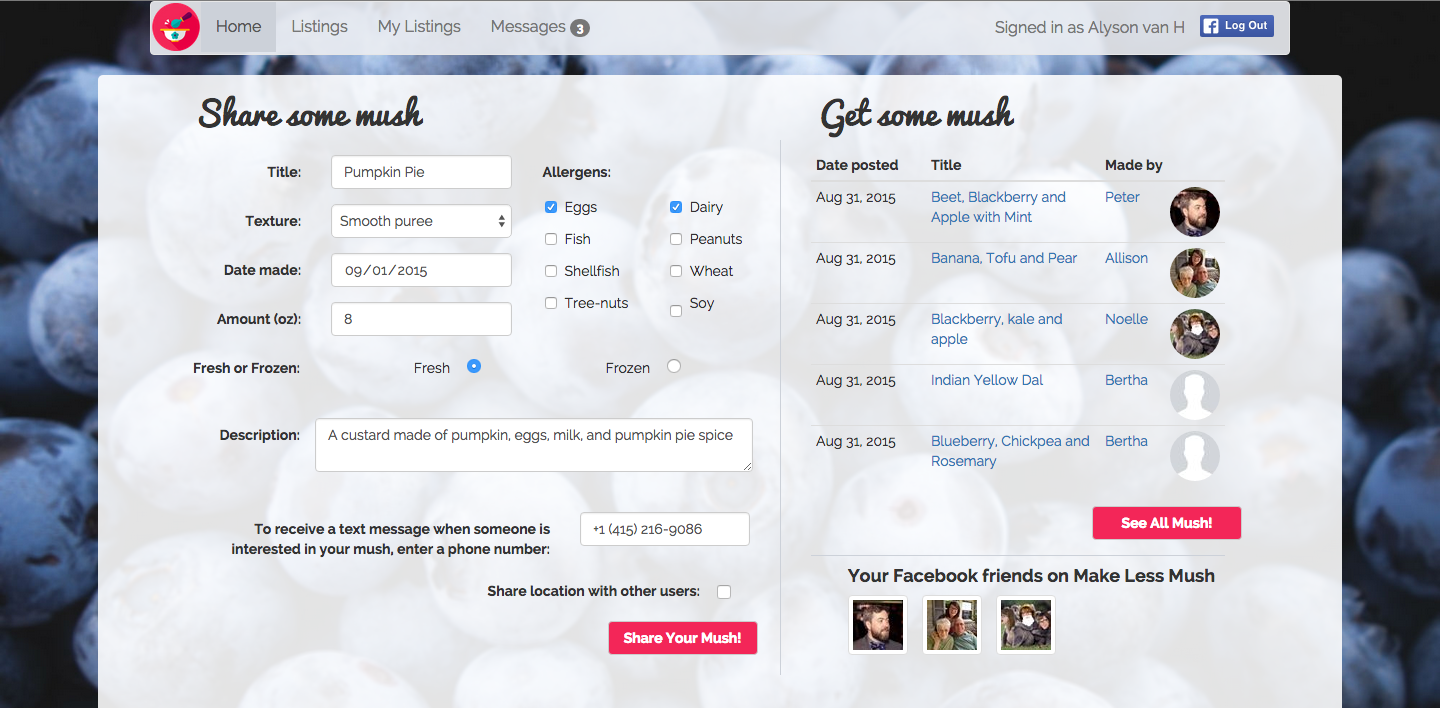 Home Listings My Listings Messages 3 Signed in as Alyson van H Log Out
Share some mush
Title: Pumpkin Pie
Texture: Smooth puree
Date made: 09/01/2015
Amount (oz): 8
Allergens:
Eggs Dairy
Fish Peanuts
Shellfish Wheat
Tree-nuts Soy
Fresh or Frozen: Fresh Frozen
Description: A custard made of pumpkin, eggs, milk, and pumpkin pie spice
To receive a text message when someone is
interested in your mush, enter a phone number: +1 (415) 216-9086
Share location with other users:
Share Your Mush!
Get some mush
Date posted Title Made by
Aug 31, 2015 Beet, Blackberry and Peter
Apple with Mint
Aug 31, 2015 Banana, Tofu and Pear Allison
Aug 31, 2015 Blackberry, kale and Noelle
apple
Aug 31, 2015 Indian Yellow Dal Bertha
Aug 31, 2015 Blueberry, Chickpea and Bertha
Rosemary
See All Mush!
Your Facebook friends on Make Less Mush